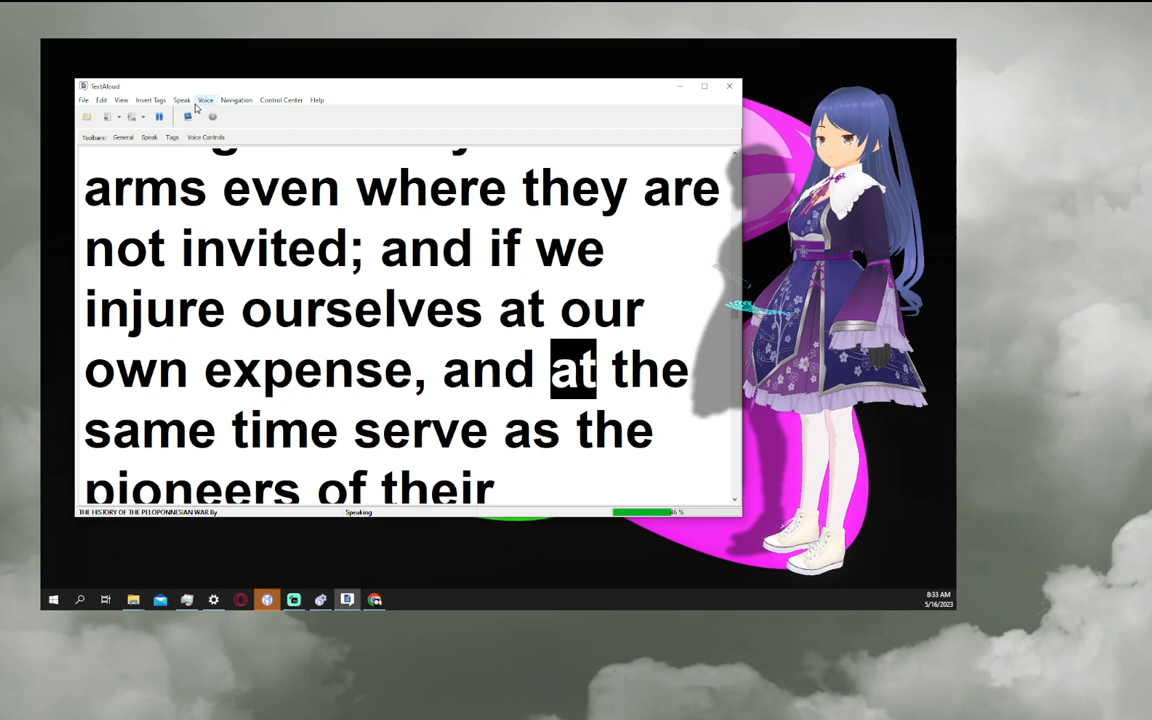 TextAloud
File Edit View Insert Tags Speak Voice Navigation Control Center Help
Toolbars: General Speak Tags Voice Controls
arms even where they are
not invited; and if we
injure ourselves at our
own expense, and at the
same time serve as the
pioneers of their
THE HISTORY OF THE PELOPONNESIAN WAR By Speaking 46 %
8:33 AM
5/16/2023